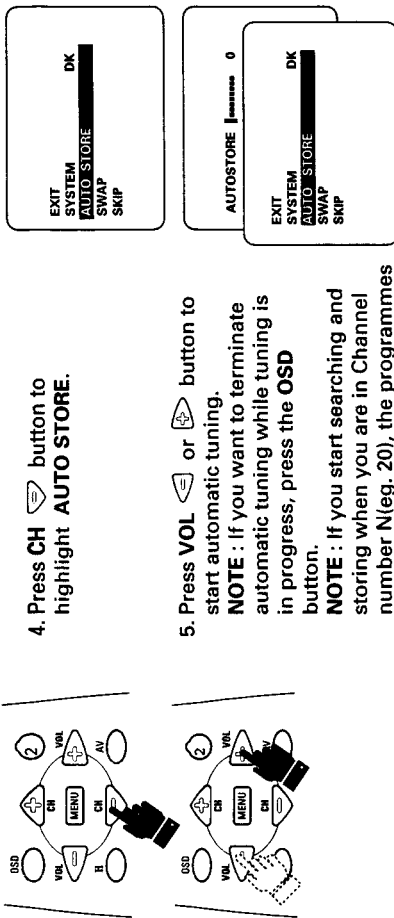 4. Press CH button to
highlight AUTO STORE.
EXIT
SYSTEM DK
AUTO STORE
SWAP
SKIP
OSD
2
CH
VOL
MENU
VOL
CH
H
AV
5. Press VOL or button to
start automatic tuning.
NOTE : If you want to terminate
automatic tuning while tuning is
in progress, press the OSD
button.
NOTE : If you start searching and
storing when you are in Channel
number N(eg. 20), the programmes
AUTOSTORE 0
EXIT
SYSTEM DK
AUTO STORE
SWAP
SKIP
OSD
2
CH
VOL
MENU
VOL
CH
AV